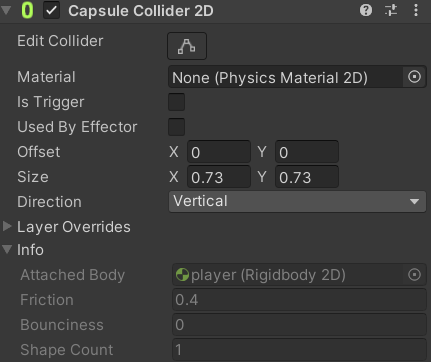 Capsule Collider 2D
Edit Collider
Material None (Physics Material 2D)
Is Trigger
Used By Effector
Offset X 0 Y 0
Size X 0.73 Y 0.73
Direction Vertical
Layer Overrides
Info
Attached Body player (Rigidbody 2D)
Friction 0.4
Bounciness 0
Shape Count 1